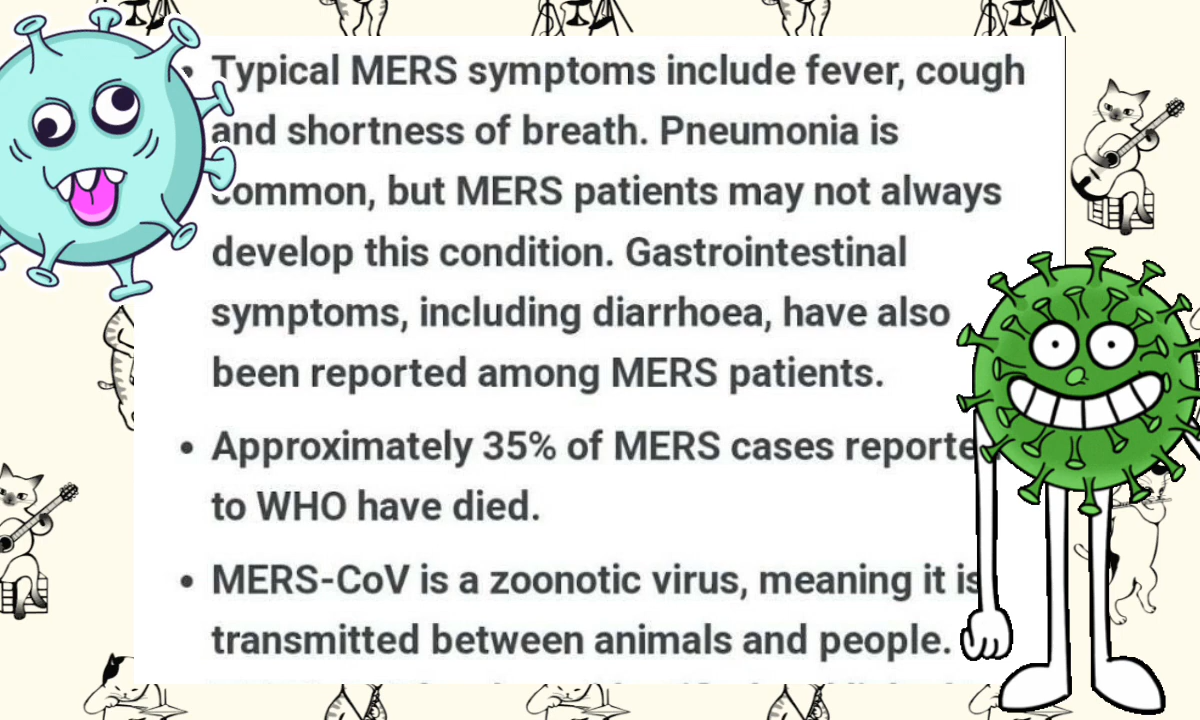 • Typical MERS symptoms include fever, cough
and shortness of breath. Pneumonia is
common, but MERS patients may not always
develop this condition. Gastrointestinal
symptoms, including diarrhoea, have also
been reported among MERS patients.
• Approximately 35% of MERS cases reported
to WHO have died.
• MERS-CoV is a zoonotic virus, meaning it is
transmitted between animals and people.